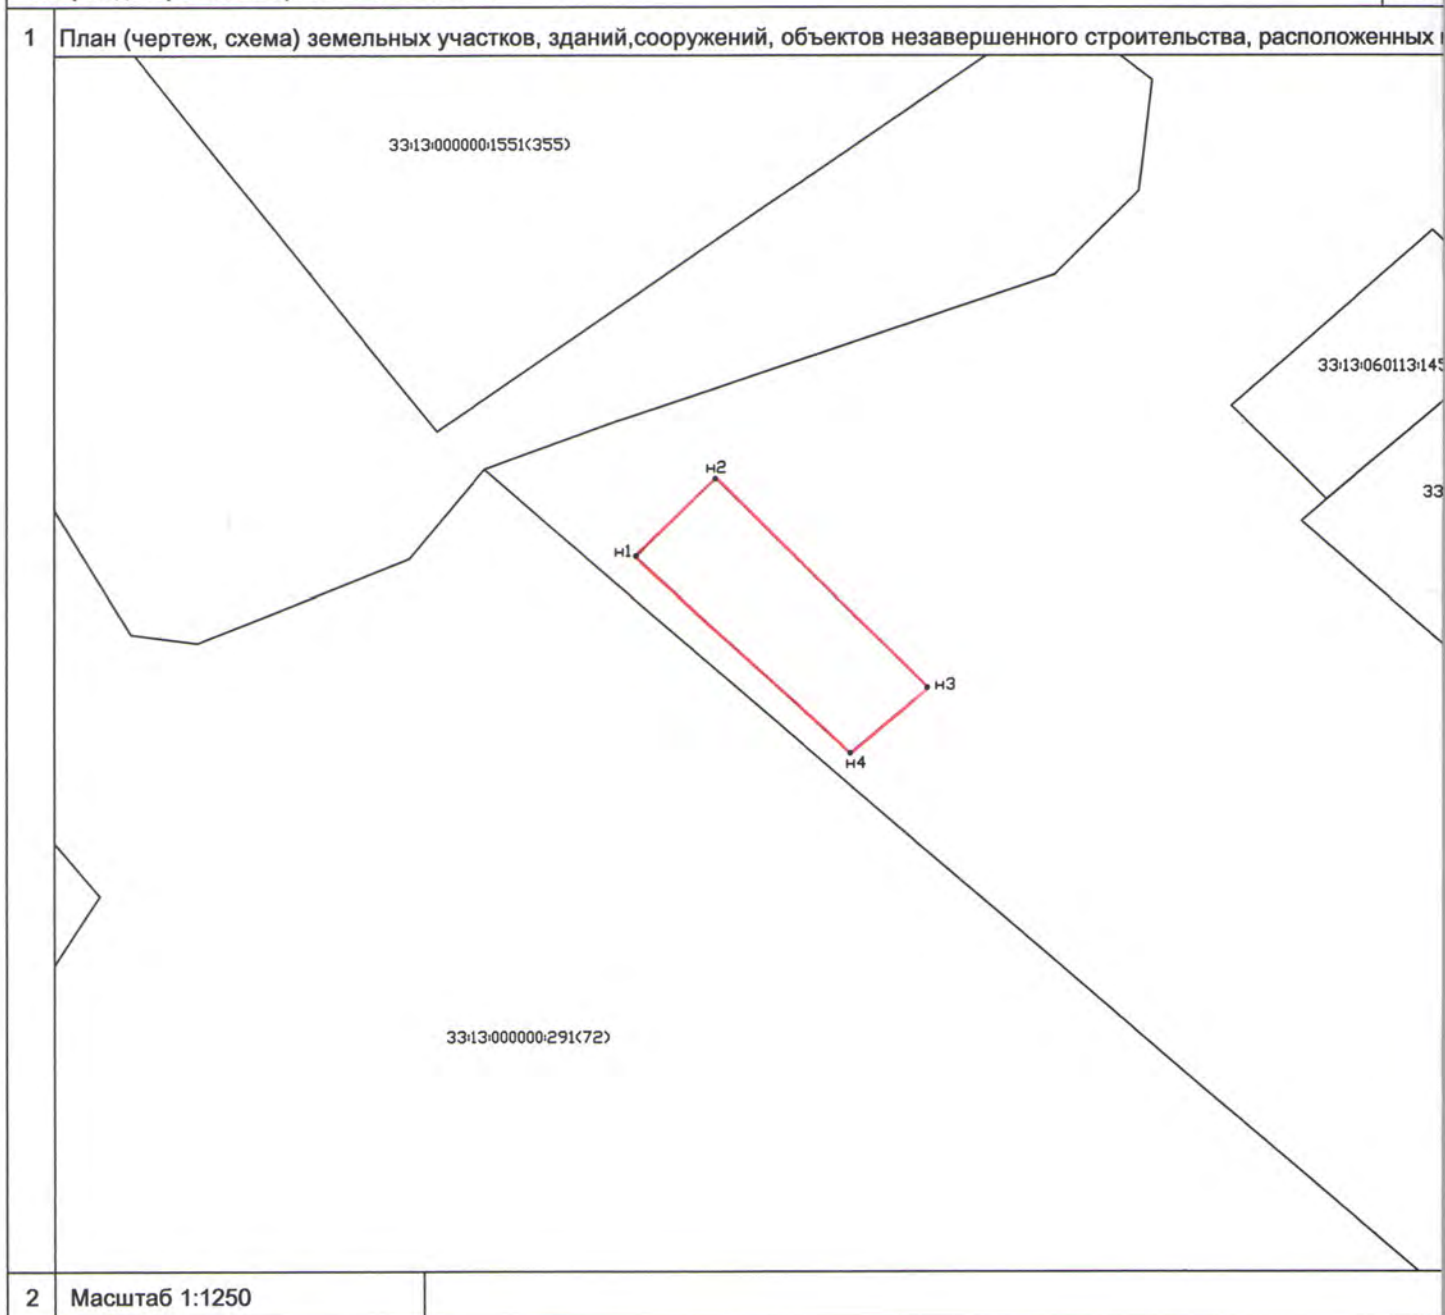 1 План (чертеж, схема) земельных участков, зданий,сооружений, объектов незавершенного строительства, расположенных
33:13:000000:1551(355)
33:13:060113:145
н2
33
н1
н3
н4
33:13:000000:291(72)
2 Масштаб 1:1250